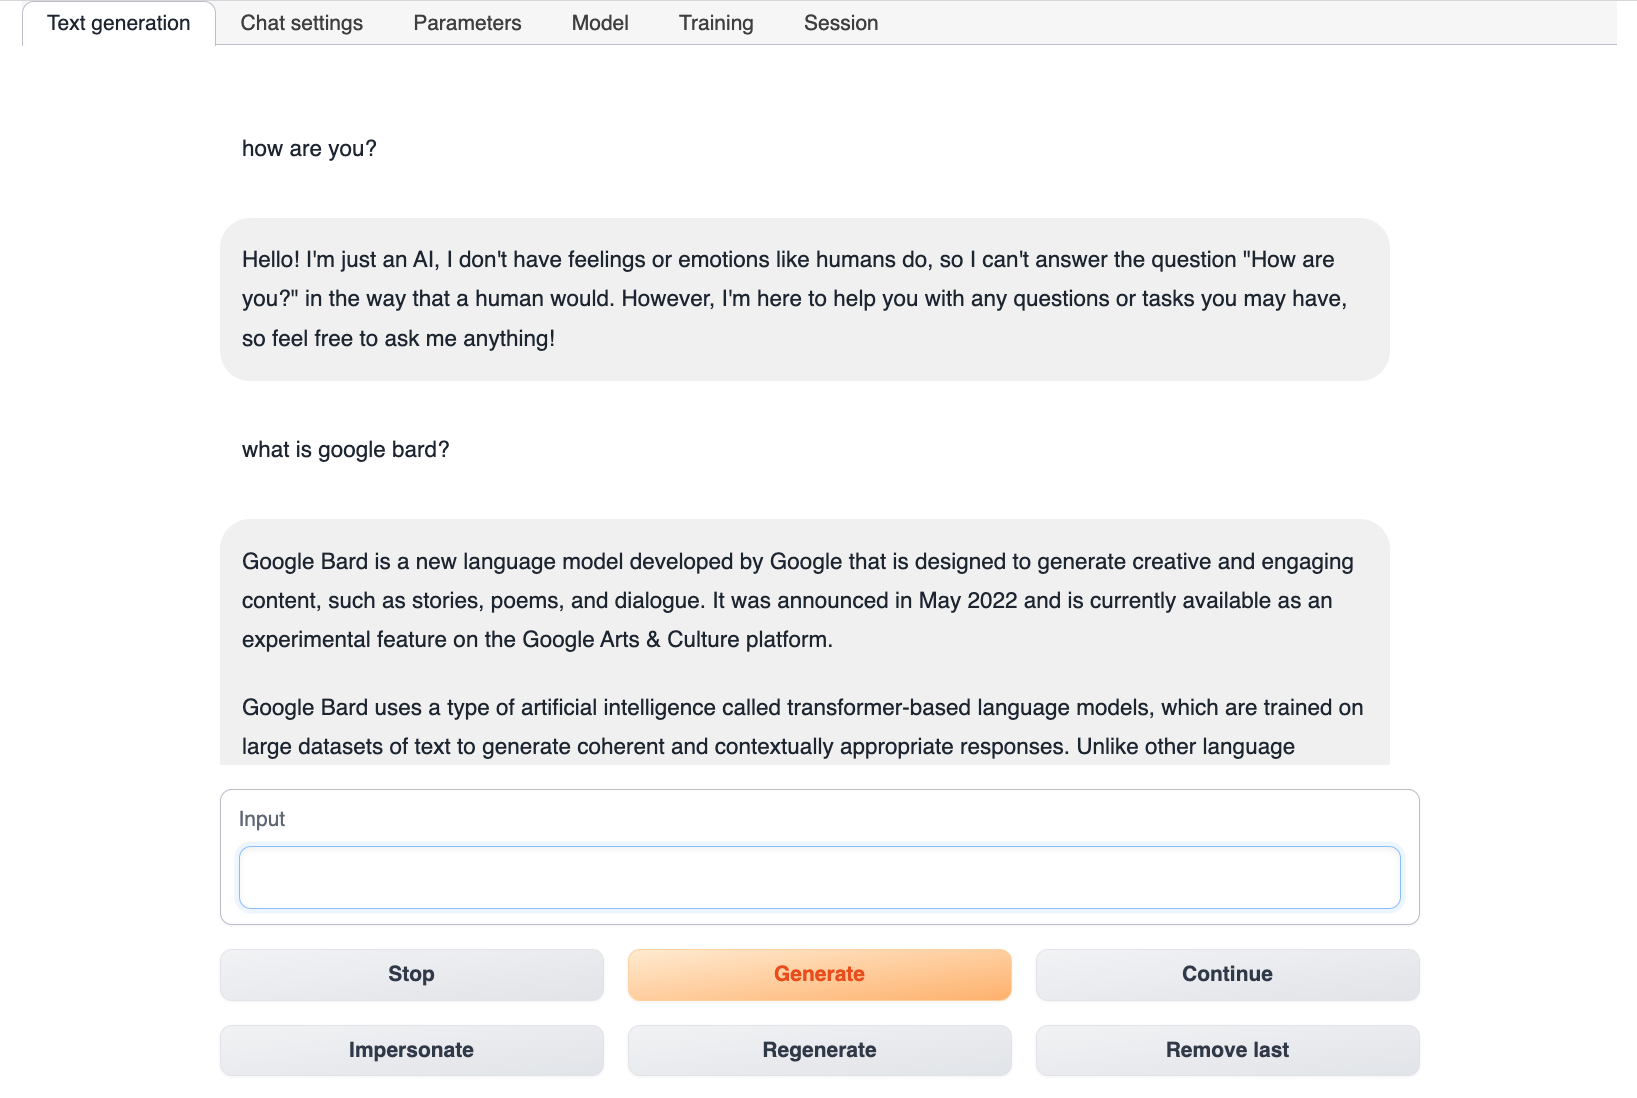 Text generation Chat settings Parameters Model Training Session
how are you?
Hello! I'm just an AI, I don't have feelings or emotions like humans do, so I can't answer the question "How are
you?" in the way that a human would. However, I'm here to help you with any questions or tasks you may have,
so feel free to ask me anything!
what is google bard?
Google Bard is a new language model developed by Google that is designed to generate creative and engaging
content, such as stories, poems, and dialogue. It was announced in May 2022 and is currently available as an
experimental feature on the Google Arts & Culture platform.
Google Bard uses a type of artificial intelligence called transformer-based language models, which are trained on
large datasets of text to generate coherent and contextually appropriate responses. Unlike other language
Input
Stop Generate Continue
Impersonate Regenerate Remove last